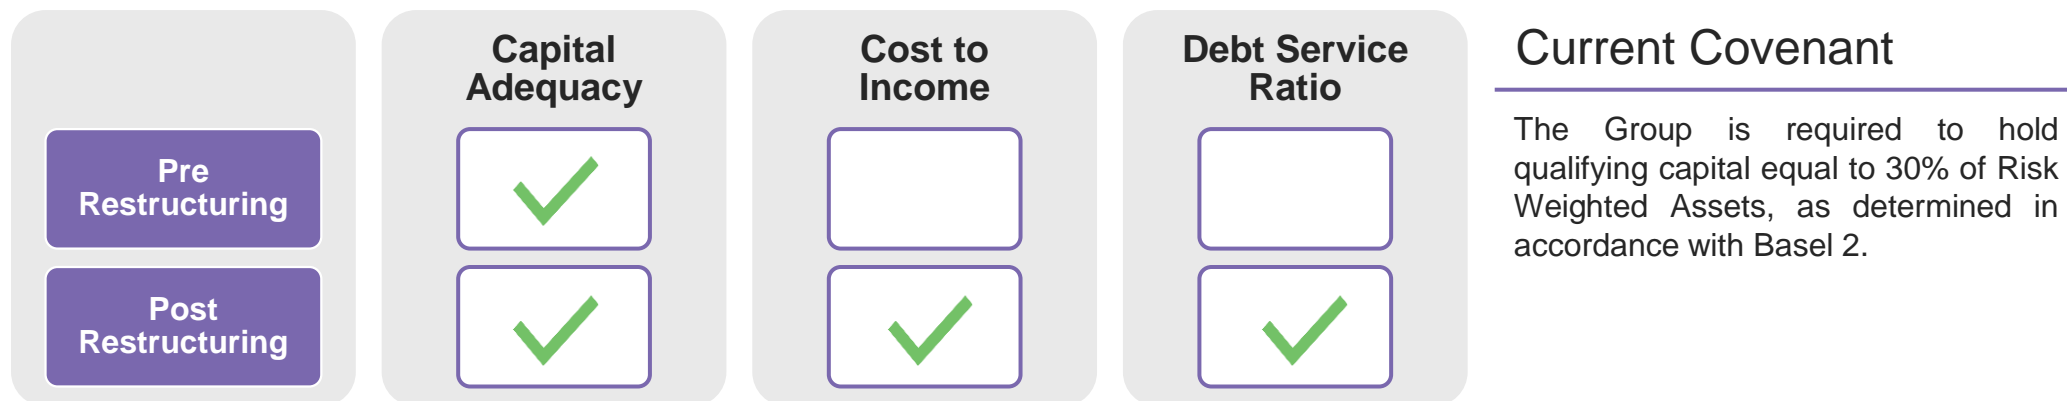 Capital
Adequacy
Cost to
Income
Debt Service
Ratio
Pre
Restructuring
Post
Restructuring
Current Covenant
The Group is required to hold
qualifying capital equal to 30% of Risk
Weighted Assets, as determined in
accordance with Basel 2.